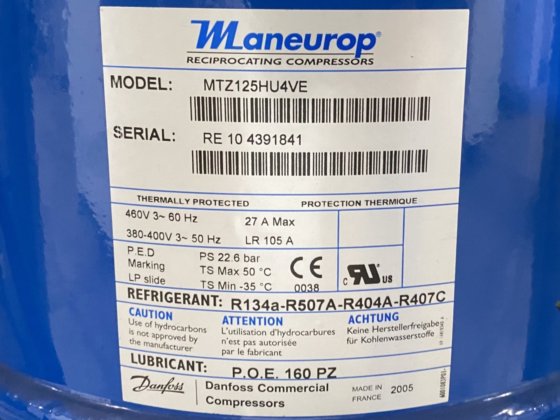 Maneurop®
RECIPROCATING COMPRESSORS
MODEL: MTZ125HU4VE
SERIAL: RE 10 4391841
THERMALLY PROTECTED PROTECTION THERMIQUE
460V 3~ 60 Hz 27 A Max
380-400V 3~ 50 Hz LR 105 A
P.E.D PS 22.6 bar
Marking TS Max 50 °C
LP slide TS Min -35 °C
CE
0038
c RU us
REFRIGERANT: R134a-R507A-R404A-R407C
CAUTION
Use of hydrocarbons
is not approved by
the manufacturer
ATTENTION
L'utilisation d'hydrocarbures
n'est pas autorisée
par le fabricant
ACHTUNG
Keine Herstellerfreigabe
für Kohlenwasserstoffe !
LUBRICANT: P.O.E. 160 PZ
Danfoss
Danfoss Commercial
Compressors
MADE IN
FRANCE
2005